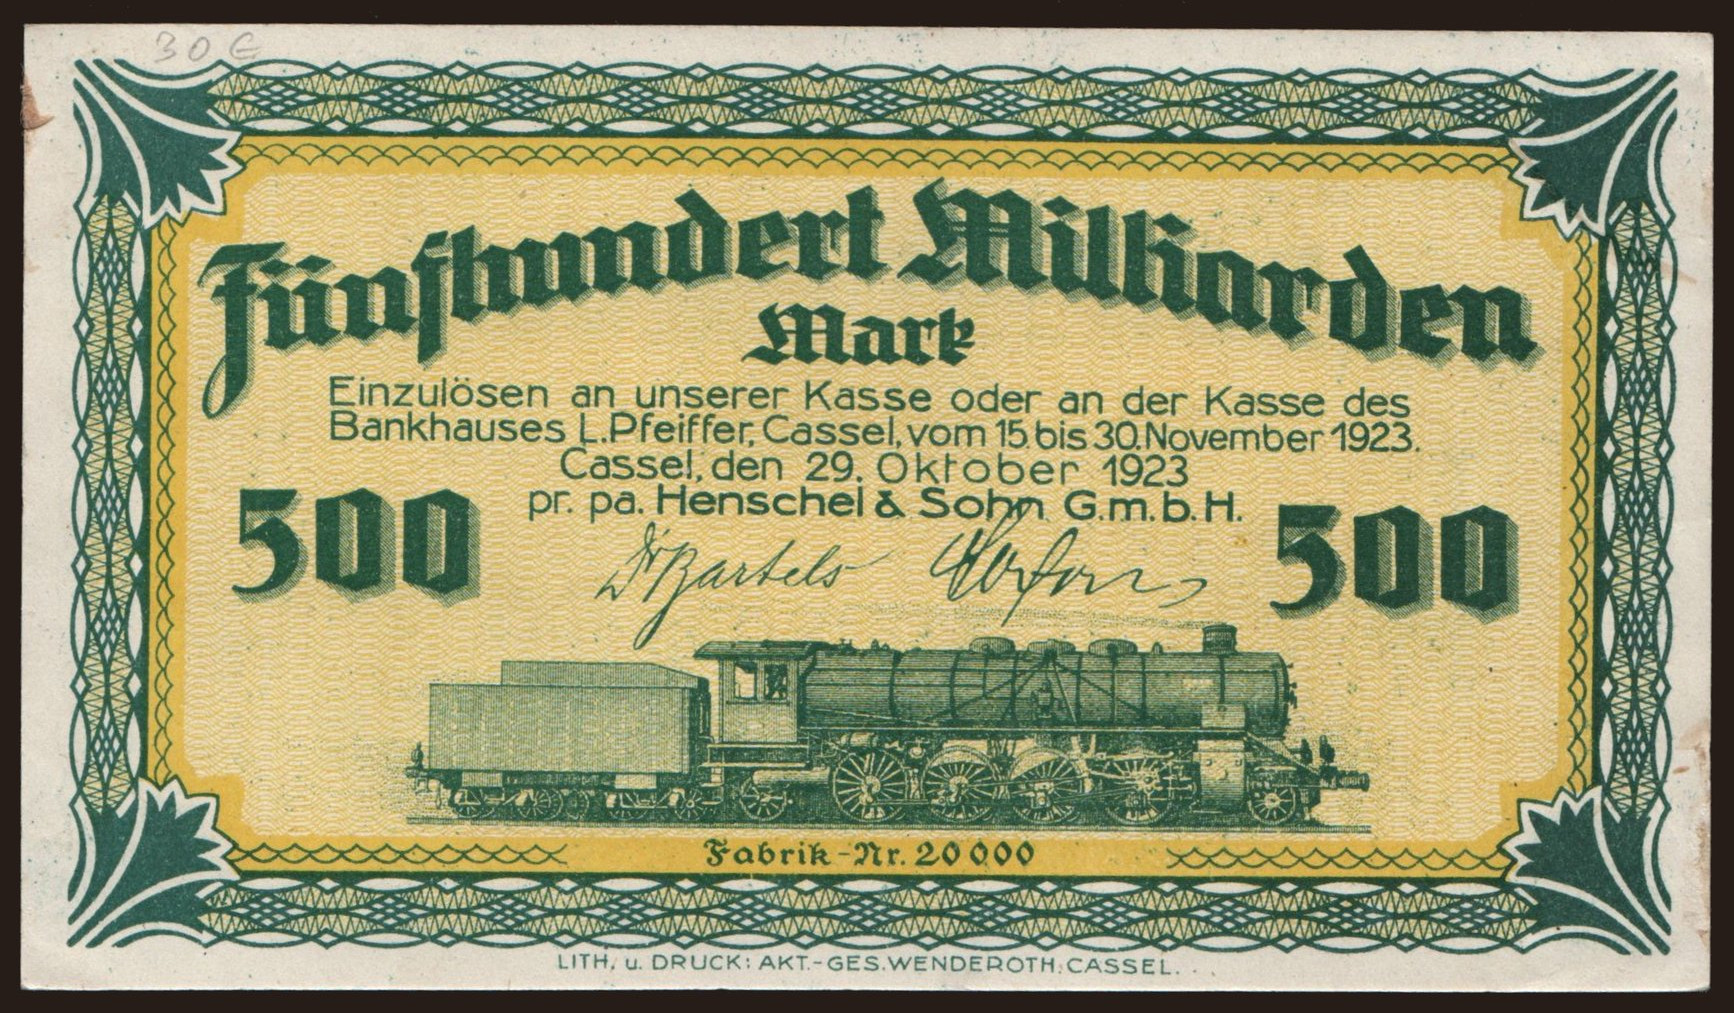 30 €
Fünfhundert Milliarden
Mark
Einzulösen an unserer Kasse oder an der Kasse des
Bankhauses L. Pfeiffer, Cassel, vom 15. bis 30. November 1923.
Cassel, den 29. Oktober 1923
pr. pa. Henschel & Sohn G.m.b.H.
500
500
Dr Bartels
Fabrik-Nr. 20000
LITH. u. DRUCK: AKT.-GES. WENDEROTH, CASSEL.